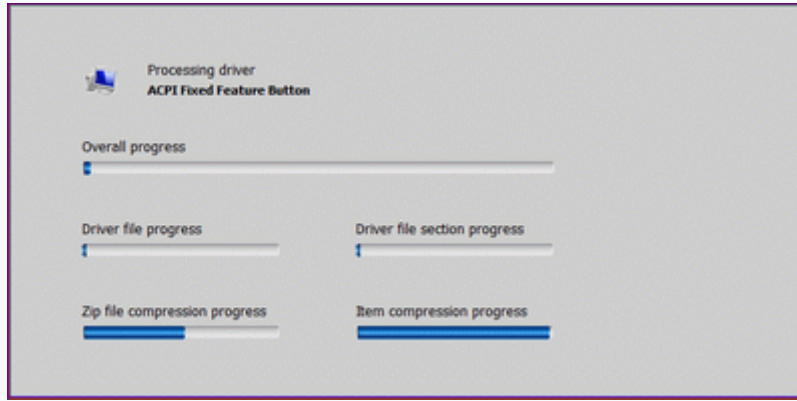 Processing driver
ACPI Fixed Feature Button
Overall progress
Driver file progress
Driver file section progress
Zip file compression progress
Item compression progress